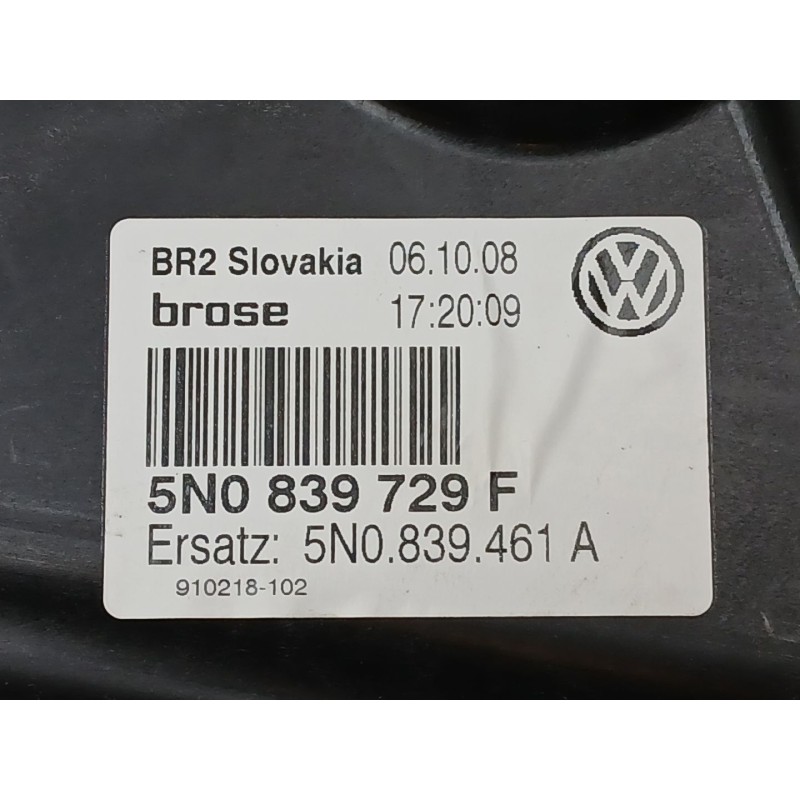 BR2 Slovakia 06.10.08
brose 17:20:09
5N0 839 729 F
Ersatz: 5N0.839.461 A
910218-102